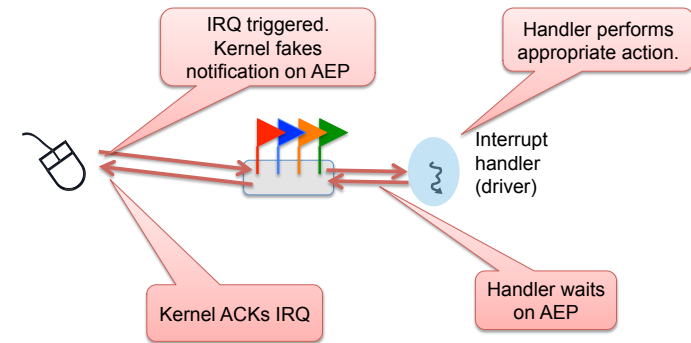 IRQ triggered.
Kernel fakes
notification on AEP
Handler performs
appropriate action.
Interrupt
handler
(driver)
Kernel ACKs IRQ
Handler waits
on AEP